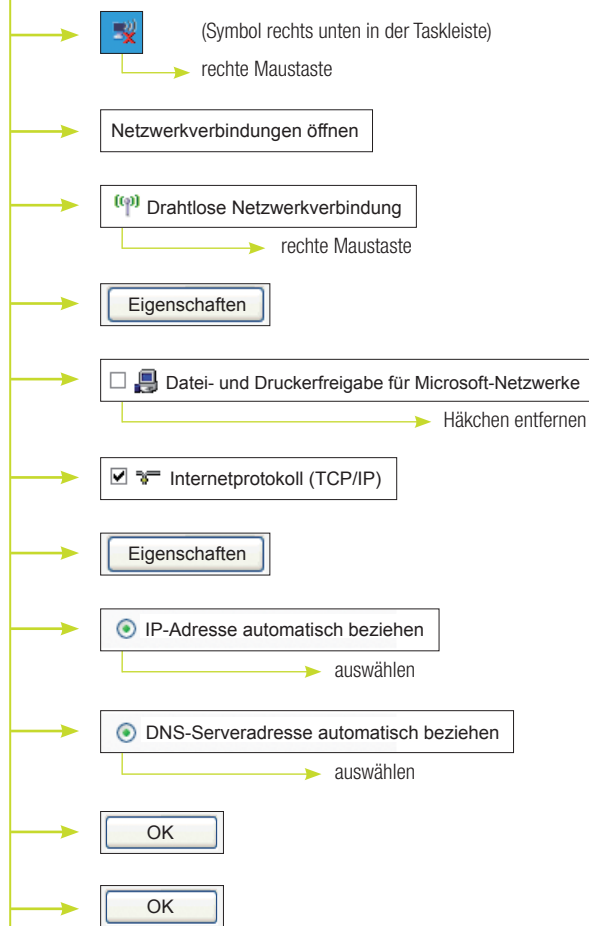 (Symbol rechts unten in der Taskleiste)
rechte Maustaste
Netzwerkverbindungen öffnen
Drahtlose Netzwerkverbindung
rechte Maustaste
Eigenschaften
Datei- und Druckerfreigabe für Microsoft-Netzwerke
Häkchen entfernen
Internetprotokoll (TCP/IP)
Eigenschaften
IP-Adresse automatisch beziehen
auswählen
DNS-Serveradresse automatisch beziehen
auswählen
OK
OK